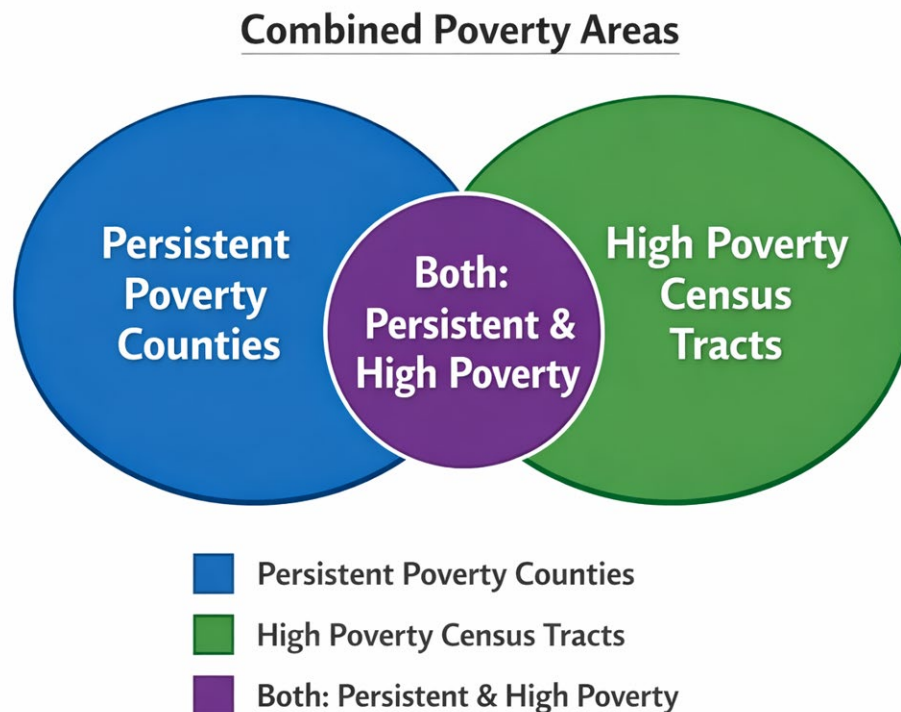 Combined Poverty Areas
Persistent
Poverty
Counties
Both:
Persistent &
High Poverty
High Poverty
Census
Tracts
Persistent Poverty Counties
High Poverty Census Tracts
Both: Persistent & High Poverty